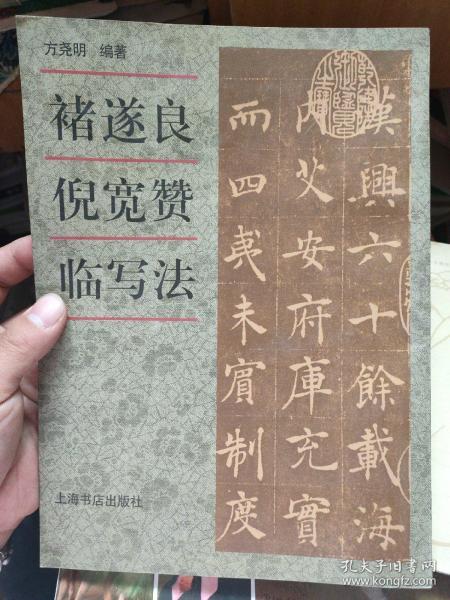 方尧明 编著
褚遂良
倪宽赞
临写法
漢興六十餘載海
内艾安府庫充實
而四夷未賓制度
上海书店出版社
孔夫子旧书网
www.kongfz.com